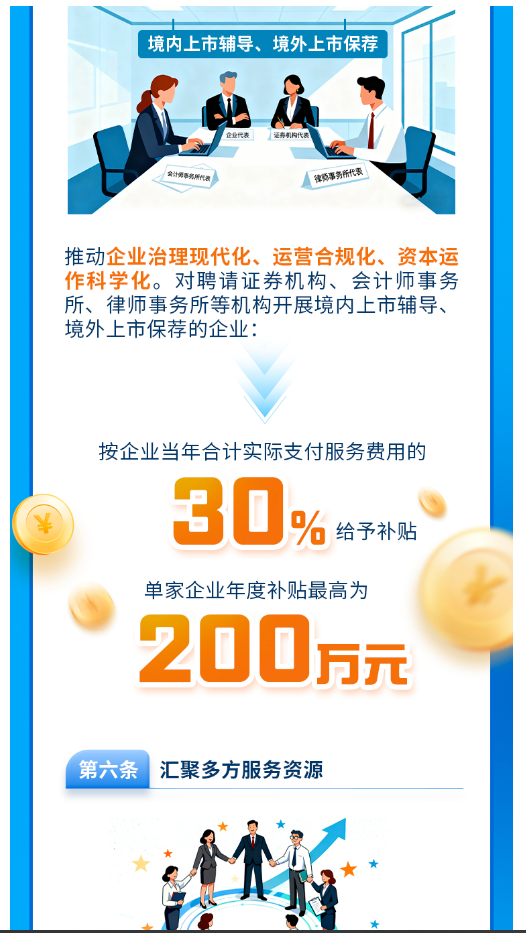 境内上市辅导、境外上市保荐
企业代表
证券机构代表
会计师事务所代表
律师事务所代表
推动企业治理现代化、运营合规化、资本运
作科学化。对聘请证券机构、会计师事务
所、律师事务所等机构开展境内上市辅导、
境外上市保荐的企业：
按企业当年合计实际支付服务费用的
30% 给予补贴
单家企业年度补贴最高为
200万元
第六条 汇聚多方服务资源